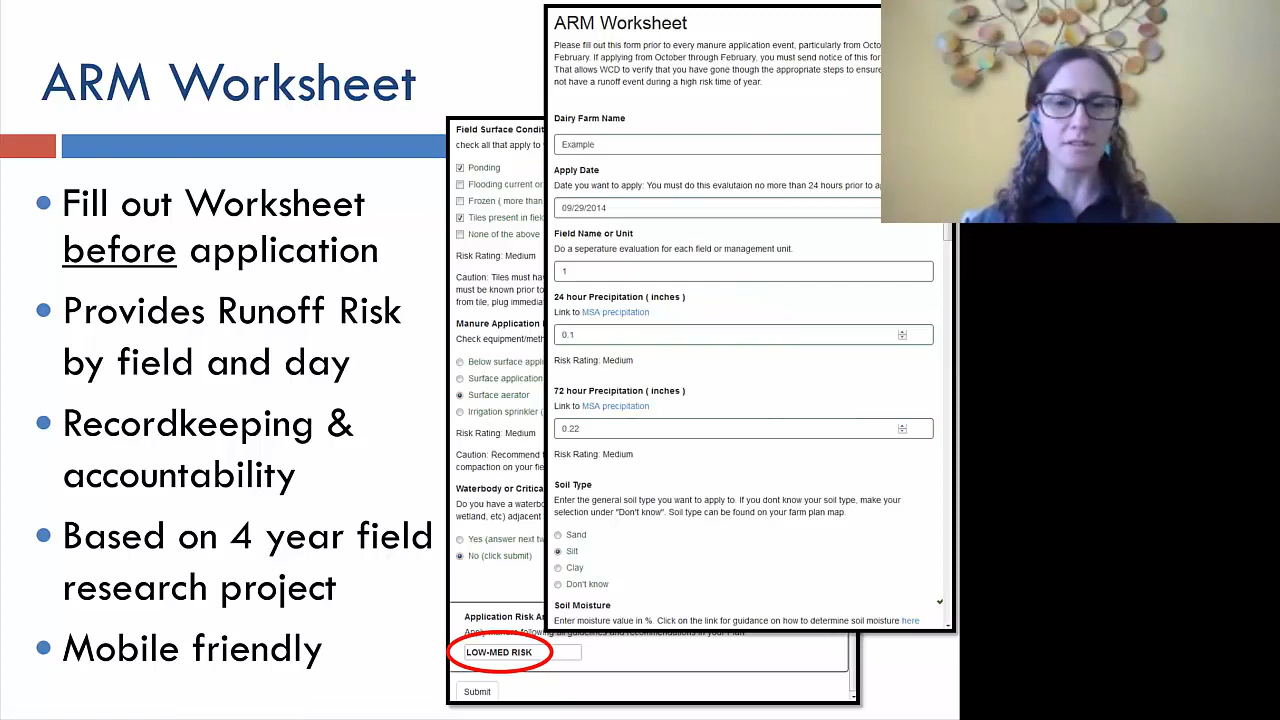 ARM Worksheet
Fill out Worksheet
before application
Provides Runoff Risk
by field and day
Recordkeeping &
accountability
Based on 4 year field
research project
Mobile friendly
Field Surface Condit
check all that apply to
Ponding
Flooding current or
Frozen ( more than
Tiles present in field
None of the above
Risk Rating: Medium
Caution: Tiles must hav
must be known prior to
from tile, plug immedia
Manure Application
Check equipment/meth
Below surface appli
Surface application
Surface aerator
Irrigation sprinkler (
Risk Rating: Medium
Caution: Recommend
compaction on your fie
Waterbody or Critica
Do you have a waterbo
wetland, etc) adjacent
Yes (answer next tw
No (click submit)
Application Risk An
Apply manure following all guidelines and recommendations in your Plan
LOW-MED RISK
Submit
ARM Worksheet
Please fill out this form prior to every manure application event, particularly from Octo
February. If applying from October through February, you must send notice of this for
That allows WCD to verify that you have gone though the appropriate steps to ensure
not have a runoff event during a high risk time of year.
Dairy Farm Name
Example
Apply Date
Date you want to apply: You must do this evalutaion no more than 24 hours prior to a
09/29/2014
Field Name or Unit
Do a seperate evaluation for each field or management unit.
1
24 hour Precipitation ( inches )
Link to MSA precipitation
0.1
Risk Rating: Medium
72 hour Precipitation ( inches )
Link to MSA precipitation
0.22
Risk Rating: Medium
Soil Type
Enter the general soil type you want to apply to. If you dont know your soil type, make your
selection under "Don't know". Soil type can be found on your farm plan map.
Sand
Silt
Clay
Don't know
Soil Moisture
Enter moisture value in %. Click on the link for guidance on how to determine soil moisture here